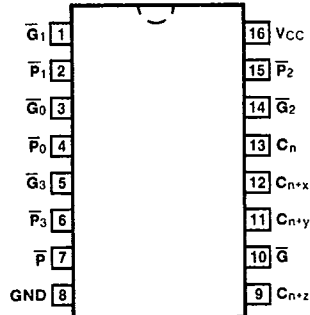 G̅₁ 1 16 VCC
P̅₁ 2 15 P̅₂
G̅₀ 3 14 G̅₂
P̅₀ 4 13 Cn
G̅₃ 5 12 Cn+x
P̅₃ 6 11 Cn+y
P̅ 7 10 G̅
GND 8 9 Cn+z